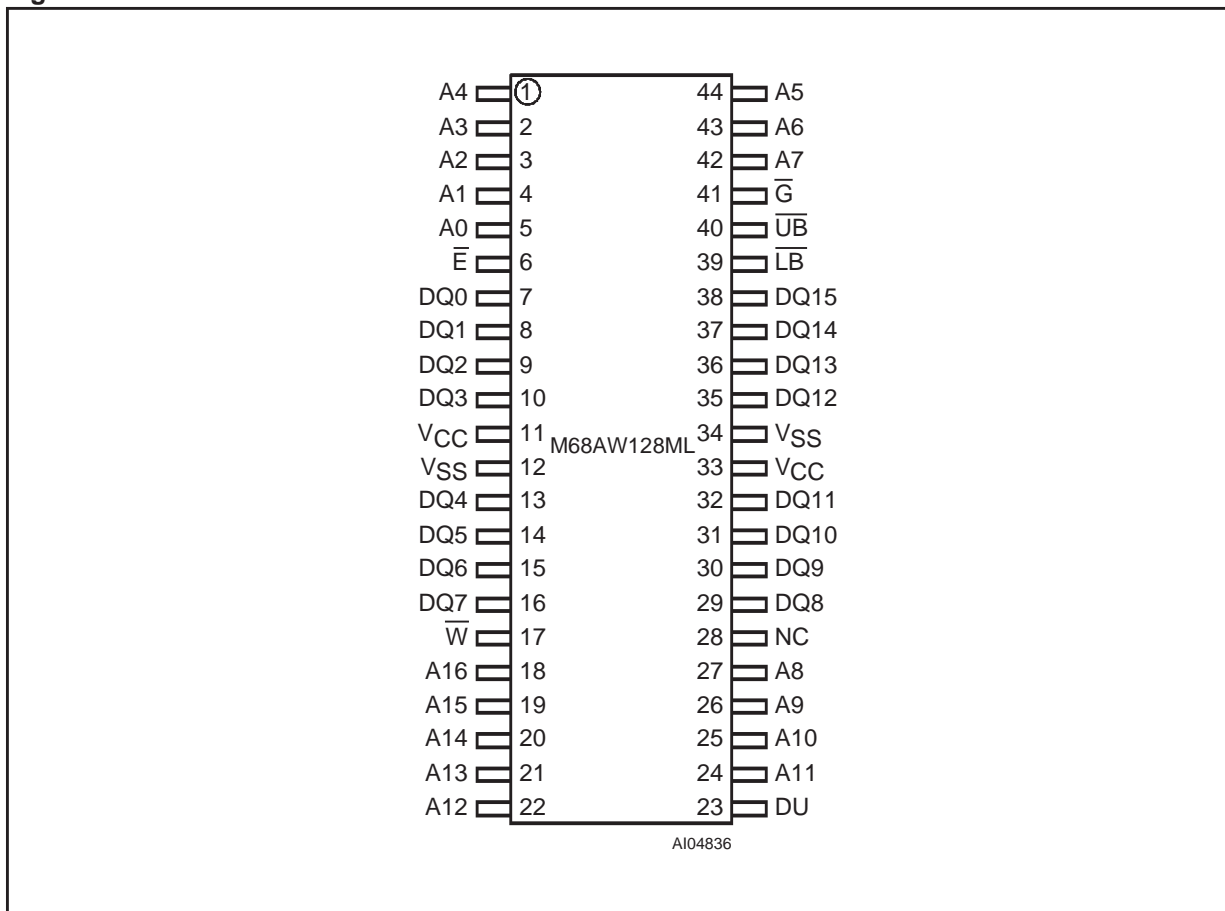 A4 1 44 A5
A3 2 43 A6
A2 3 42 A7
A1 4 41 G̅
A0 5 40 U̅B̅
E̅ 6 39 L̅B̅
DQ0 7 38 DQ15
DQ1 8 37 DQ14
DQ2 9 36 DQ13
DQ3 10 35 DQ12
VCC 11 M68AW128ML 34 VSS
VSS 12 33 VCC
DQ4 13 32 DQ11
DQ5 14 31 DQ10
DQ6 15 30 DQ9
DQ7 16 29 DQ8
W̅ 17 28 NC
A16 18 27 A8
A15 19 26 A9
A14 20 25 A10
A13 21 24 A11
A12 22 23 DU
AI04836